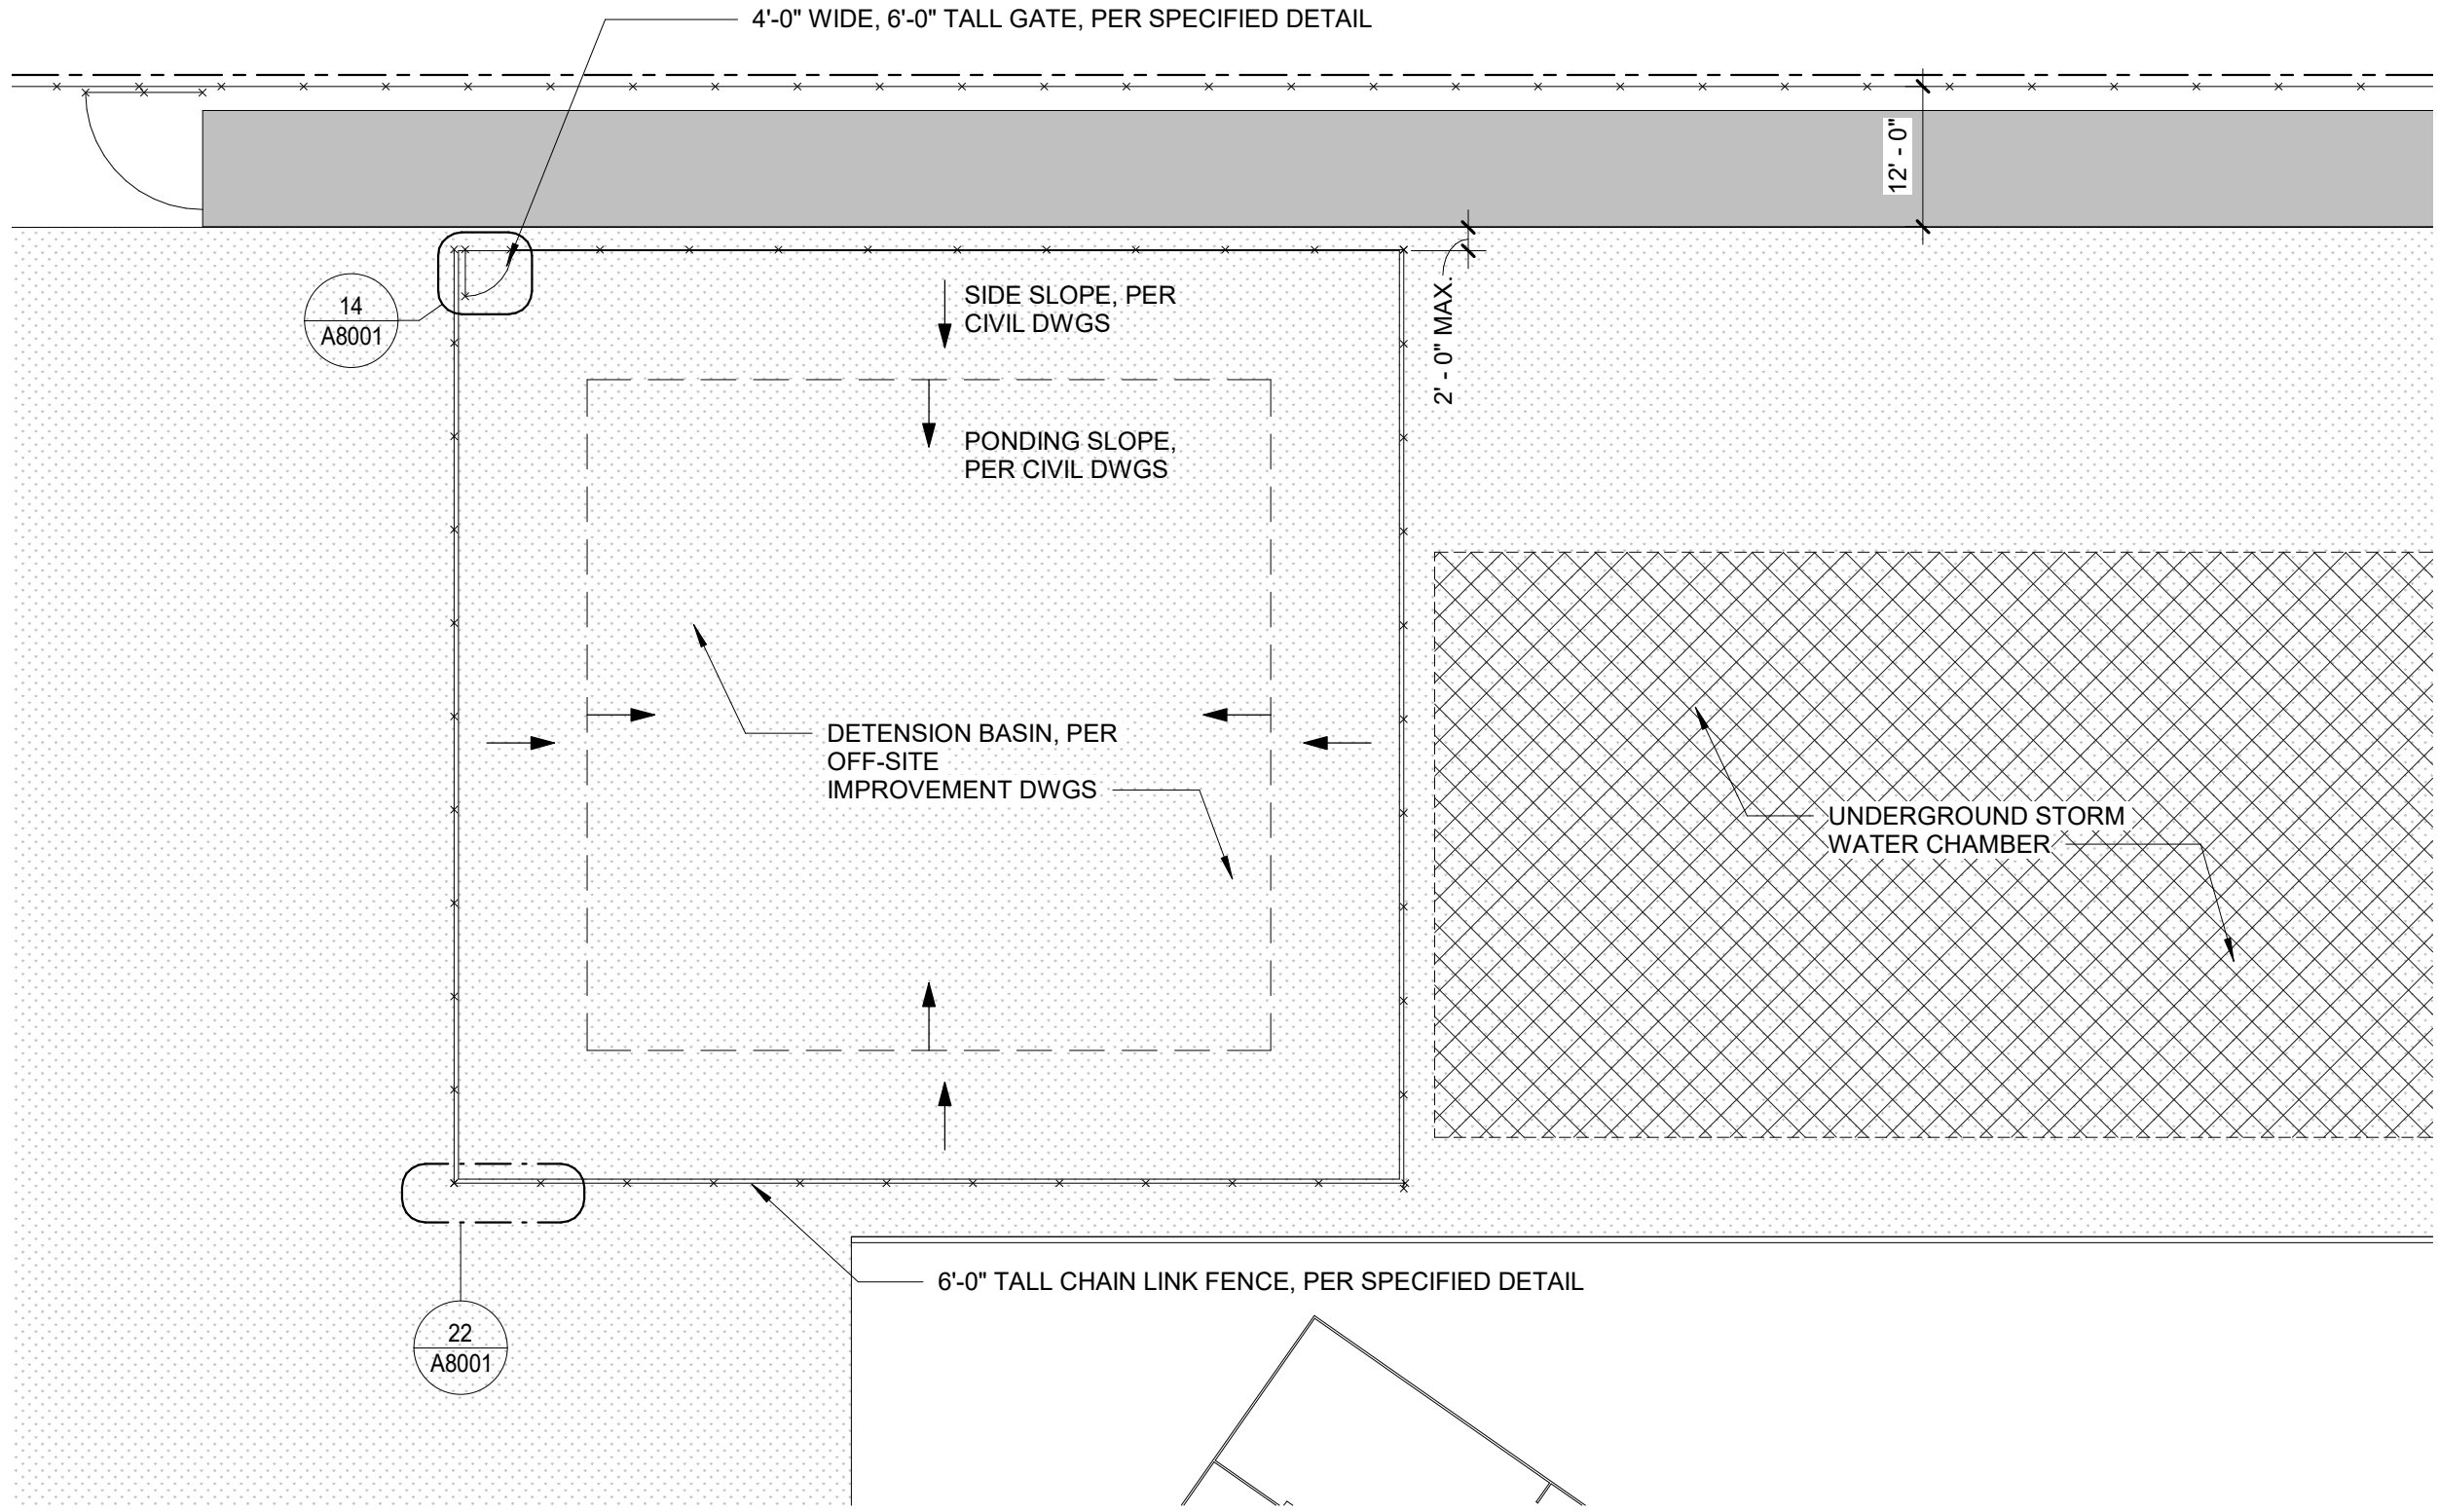 4'-0" WIDE, 6'-0" TALL GATE, PER SPECIFIED DETAIL
12' - 0"
14
A8001
SIDE SLOPE, PER
CIVIL DWGS
2' - 0" MAX.
PONDING SLOPE,
PER CIVIL DWGS
DETENSION BASIN, PER
OFF-SITE
IMPROVEMENT DWGS
UNDERGROUND STORM
WATER CHAMBER
6'-0" TALL CHAIN LINK FENCE, PER SPECIFIED DETAIL
22
A8001